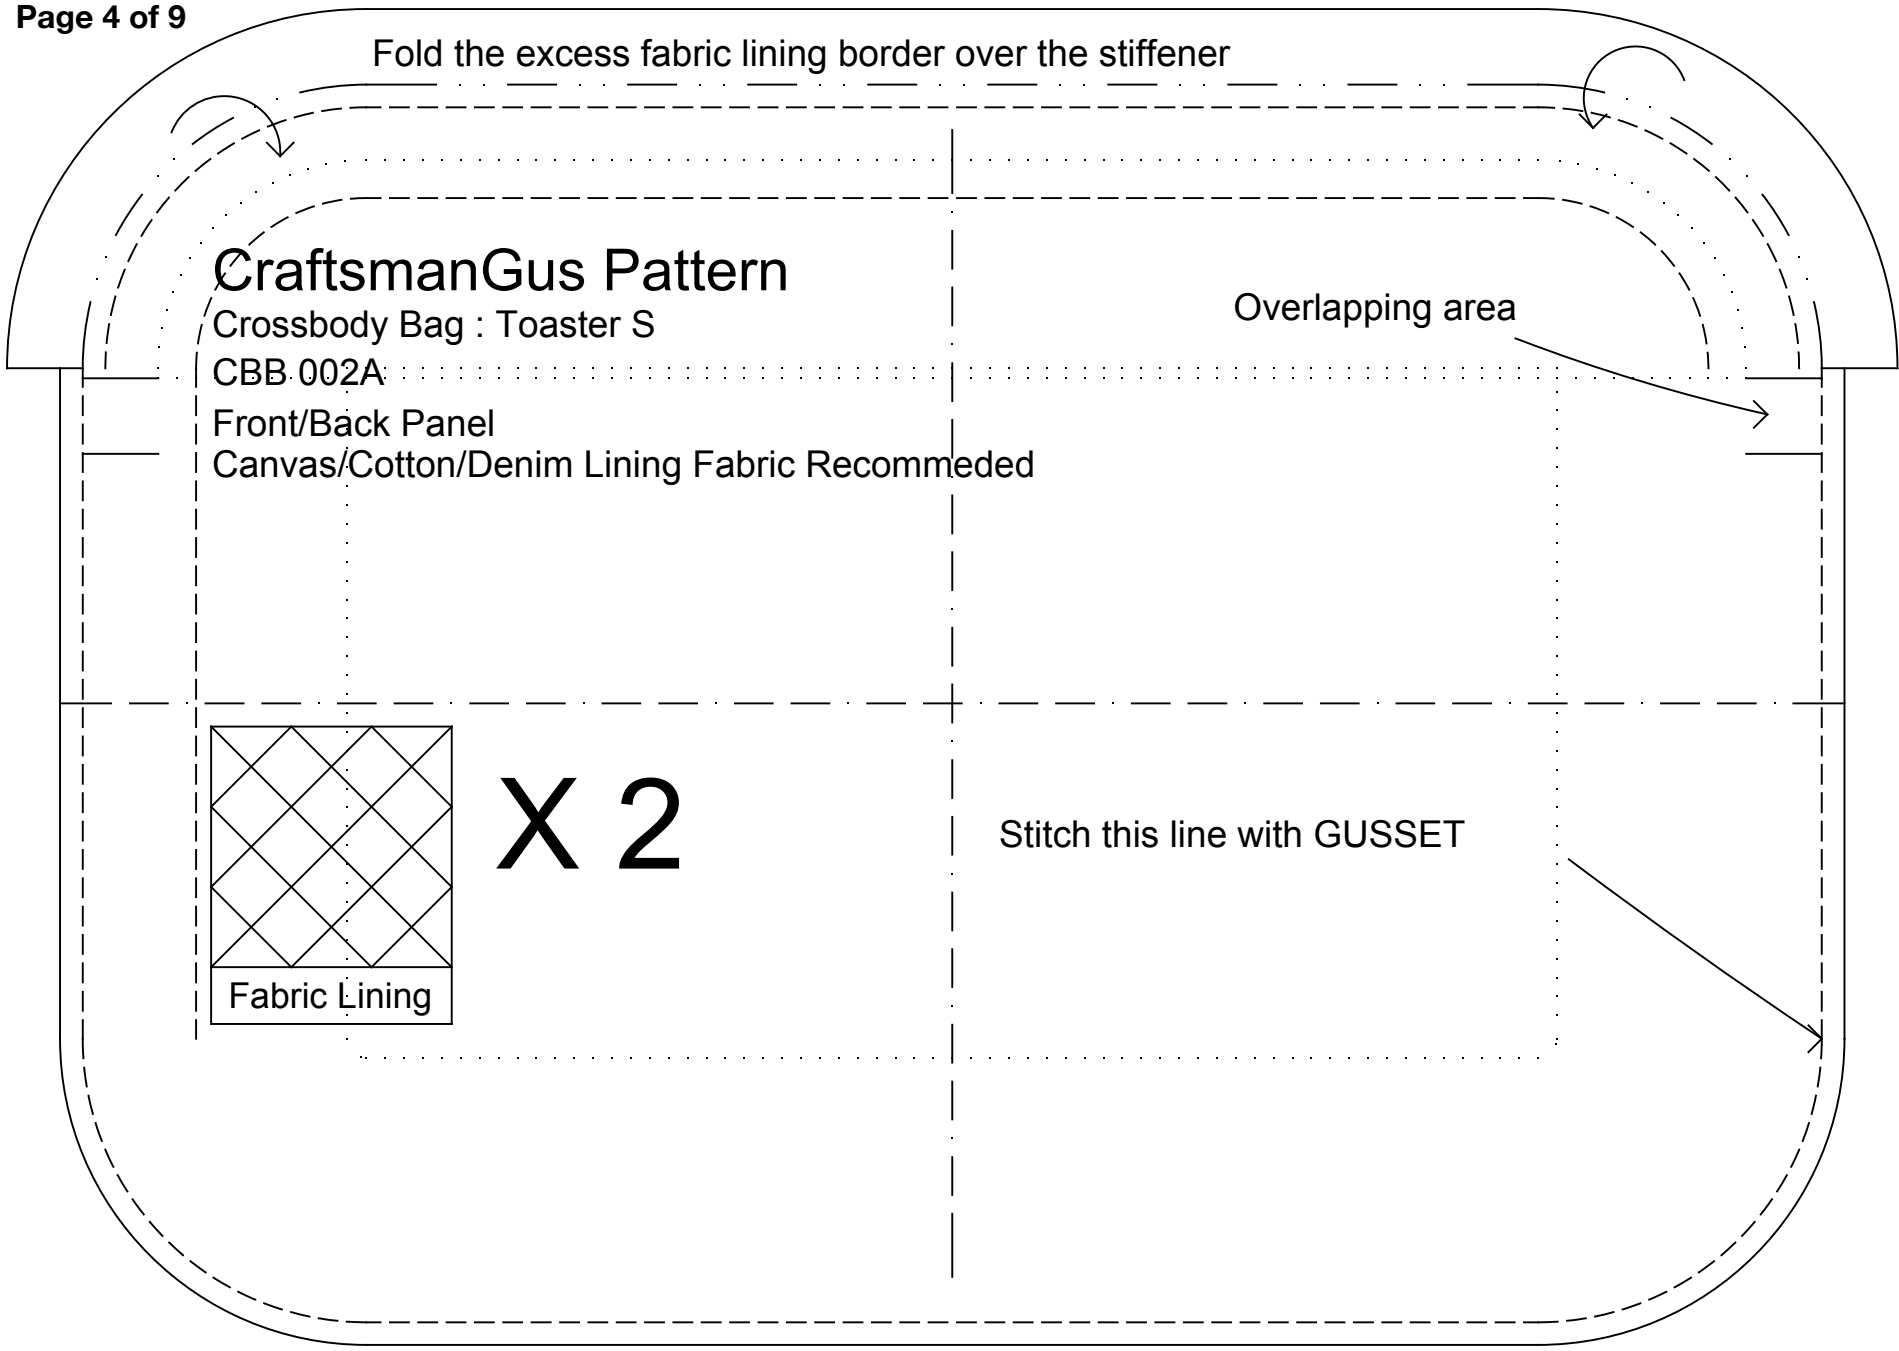 Page 4 of 9
Fold the excess fabric lining border over the stiffener
CraftsmanGus Pattern
Crossbody Bag : Toaster S
Overlapping area
CBB 002A
Front/Back Panel
Canvas/Cotton/Denim Lining Fabric Recommeded
X 2
Stitch this line with GUSSET
Fabric Lining